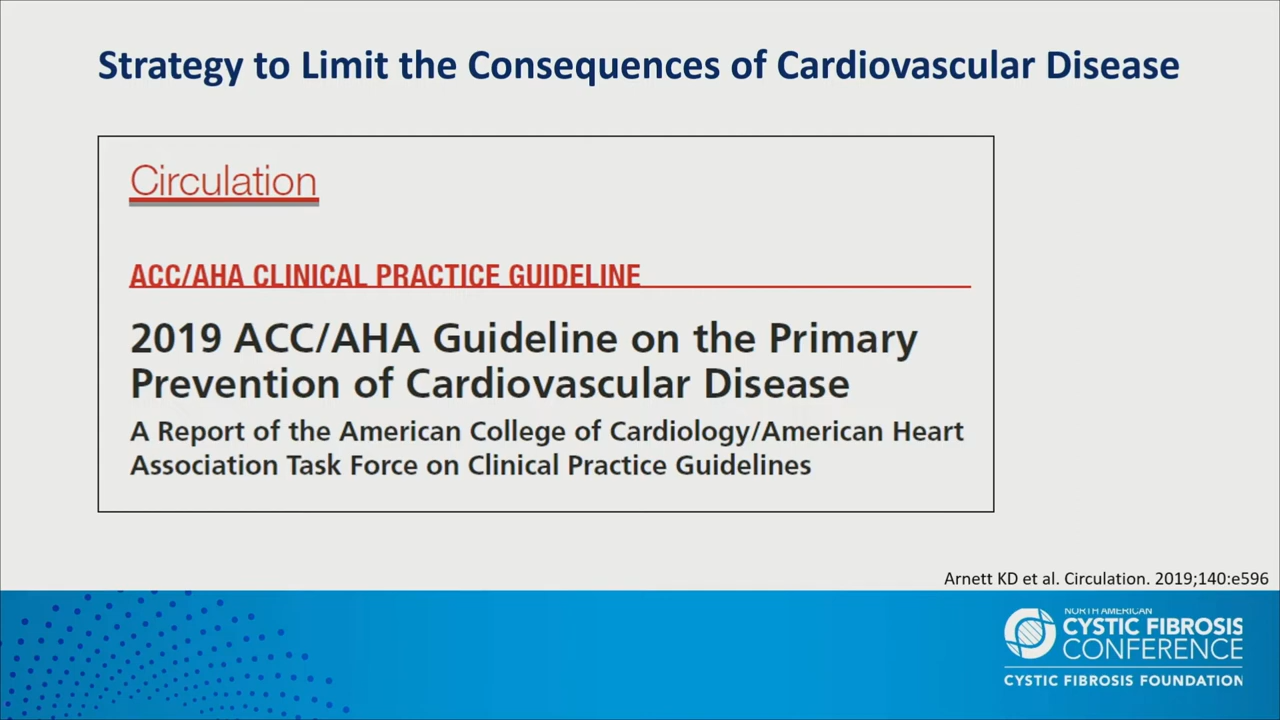 Strategy to Limit the Consequences of Cardiovascular Disease
Circulation
ACC/AHA CLINICAL PRACTICE GUIDELINE
2019 ACC/AHA Guideline on the Primary
Prevention of Cardiovascular Disease
A Report of the American College of Cardiology/American Heart
Association Task Force on Clinical Practice Guidelines
Arnett KD et al. Circulation. 2019;140:e596
NORTH AMERICAN
CYSTIC FIBROSIS
CONFERENCE
CYSTIC FIBROSIS FOUNDATION